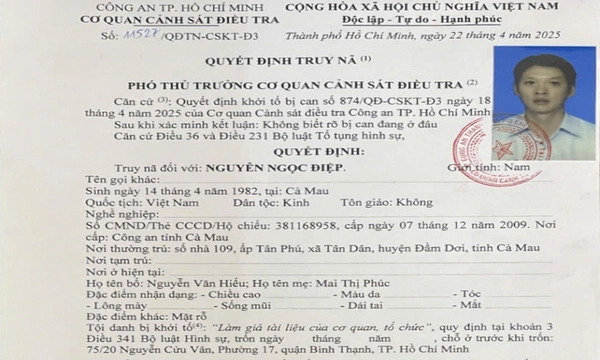 CÔNG AN TP. HỒ CHÍ MINH
CƠ QUAN CẢNH SÁT ĐIỀU TRA
Số: 11527/QĐTN-CSKT-Đ3
CỘNG HÒA XÃ HỘI CHỦ NGHĨA VIỆT NAM
Độc lập - Tự do - Hạnh phúc
Thành phố Hồ Chí Minh, ngày 22 tháng 4 năm 2025
QUYẾT ĐỊNH TRUY NÃ (1)
PHÓ THỦ TRƯỞNG CƠ QUAN CẢNH SÁT ĐIỀU TRA (2)
Căn cứ (3): Quyết định khởi tố bị can số 874/QĐ-CSKT-Đ3 ngày 18
tháng 4 năm 2025 của Cơ quan Cảnh sát điều tra Công an TP. Hồ Chí Minh
Sau khi xác minh kết luận: Không biết rõ bị can đang ở đâu
Căn cứ Điều 36 và Điều 231 Bộ luật Tố tụng hình sự,
QUYẾT ĐỊNH:
Truy nã đối với: NGUYỄN NGỌC ĐIỆP. Giới tính: Nam
Tên gọi khác:
Sinh ngày 14 tháng 4 năm 1982, tại: Cà Mau
Quốc tịch: Việt Nam Dân tộc: Kinh Tôn giáo: Không
Nghề nghiệp:
Số CMND/Thẻ CCCD/Hộ chiếu: 381168958, cấp ngày 07 tháng 12 năm 2009. Nơi
cấp: Công an tỉnh Cà Mau
Nơi thường trú: số nhà 109, ấp Tân Phú, xã Tân Dân, huyện Đầm Dơi, tỉnh Cà Mau
Nơi tạm trú:
Nơi ở hiện tại:
Họ tên bố: Nguyễn Văn Hiếu; Họ tên mẹ: Mai Thị Phúc
Đặc điểm nhận dạng: - Chiều cao - Màu da - Tóc
- Lông mày - Sống mũi - Dái tai - Mắt
Đặc điểm khác: Mặt rỗ
Tội danh bị khởi tố(4): "Làm giả tài liệu của cơ quan, tổ chức", quy định tại khoản 3
Điều 341 Bộ luật Hình sự, trốn ngày tháng năm , chỗ ở trước khi trốn:
75/20 Nguyễn Cửu Vân, Phường 17, quận Bình Thạnh, TP. Hồ Chí Minh